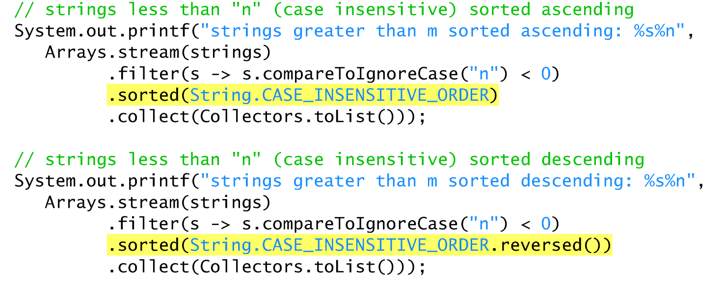 // strings less than "n" (case insensitive) sorted ascending
System.out.printf("strings greater than m sorted ascending: %s%n",
    Arrays.stream(strings)
            .filter(s -> s.compareToIgnoreCase("n") < 0)
            .sorted(String.CASE_INSENSITIVE_ORDER)
            .collect(Collectors.toList()));
// strings less than "n" (case insensitive) sorted descending
System.out.printf("strings greater than m sorted descending: %s%n",
    Arrays.stream(strings)
            .filter(s -> s.compareToIgnoreCase("n") < 0)
            .sorted(String.CASE_INSENSITIVE_ORDER.reversed())
            .collect(Collectors.toList()));